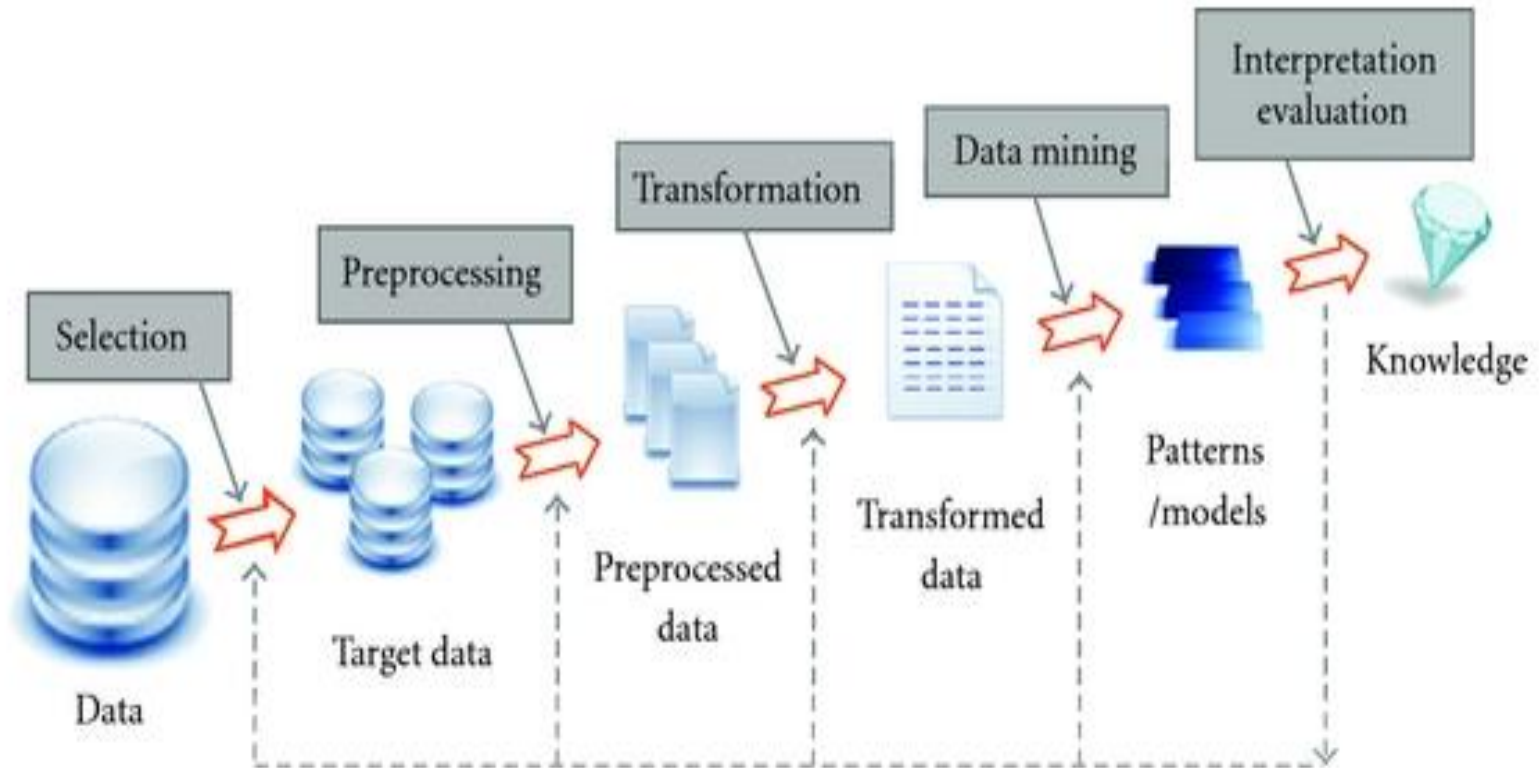 Interpretation
evaluation
Data mining
Transformation
Preprocessing
Selection
Knowledge
Patterns
/models
Transformed
data
Preprocessed
data
Target data
Data